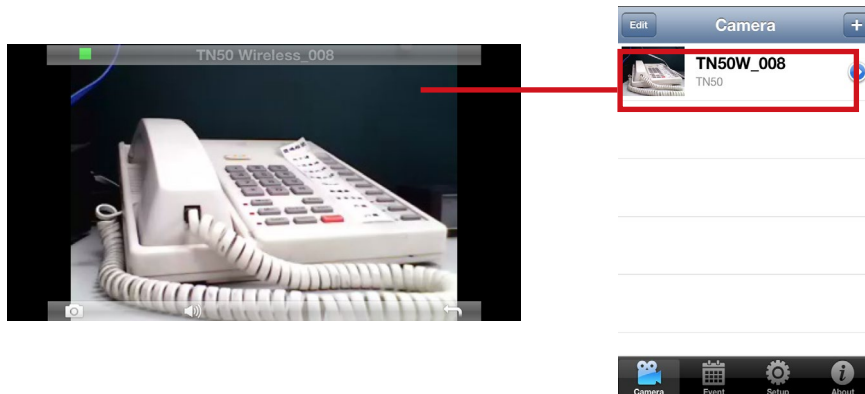 TN50 Wireless_008
Edit
Camera
+
TN50W_008
TN50
Camera
Event
Setup
About